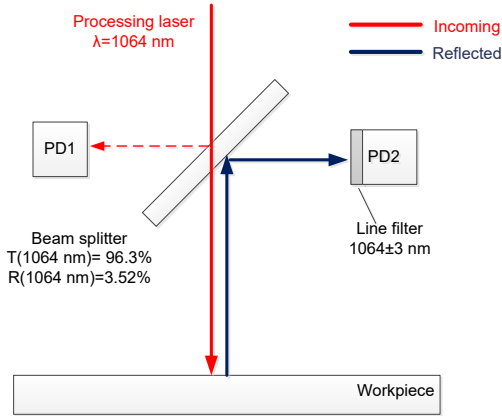 Processing laser
λ=1064 nm
Incoming
Reflected
PD1
PD2
Beam splitter
T(1064 nm)= 96.3%
R(1064 nm)=3.52%
Line filter
1064±3 nm
Workpiece